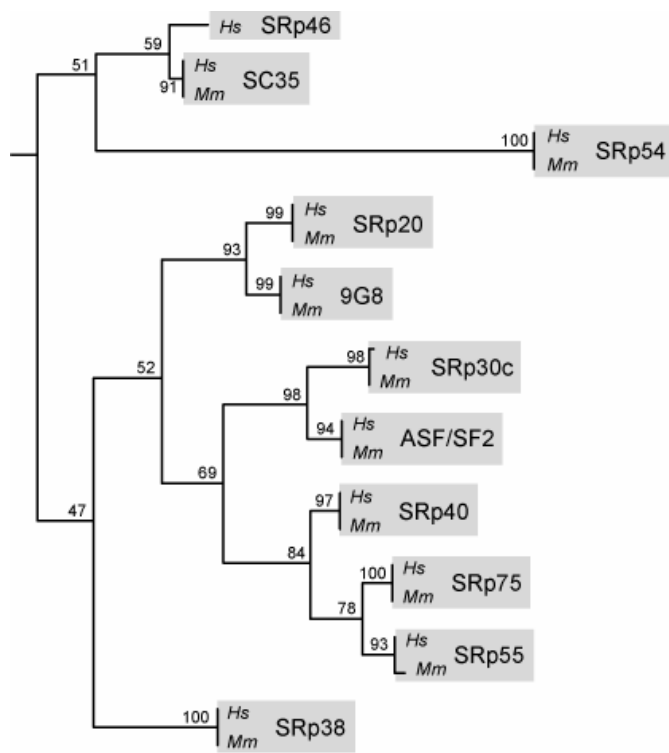 59 Hs SRp46
51 Hs
91 Mm SC35
100 Hs
Mm SRp54
99 Hs
Mm SRp20
93
99 Hs
Mm 9G8
52
98 Hs
Mm SRp30c
98
94 Hs
Mm ASF/SF2
69
97 Hs
Mm SRp40
47
84
100 Hs
Mm SRp75
78
93 Hs
Mm SRp55
100 Hs
Mm SRp38